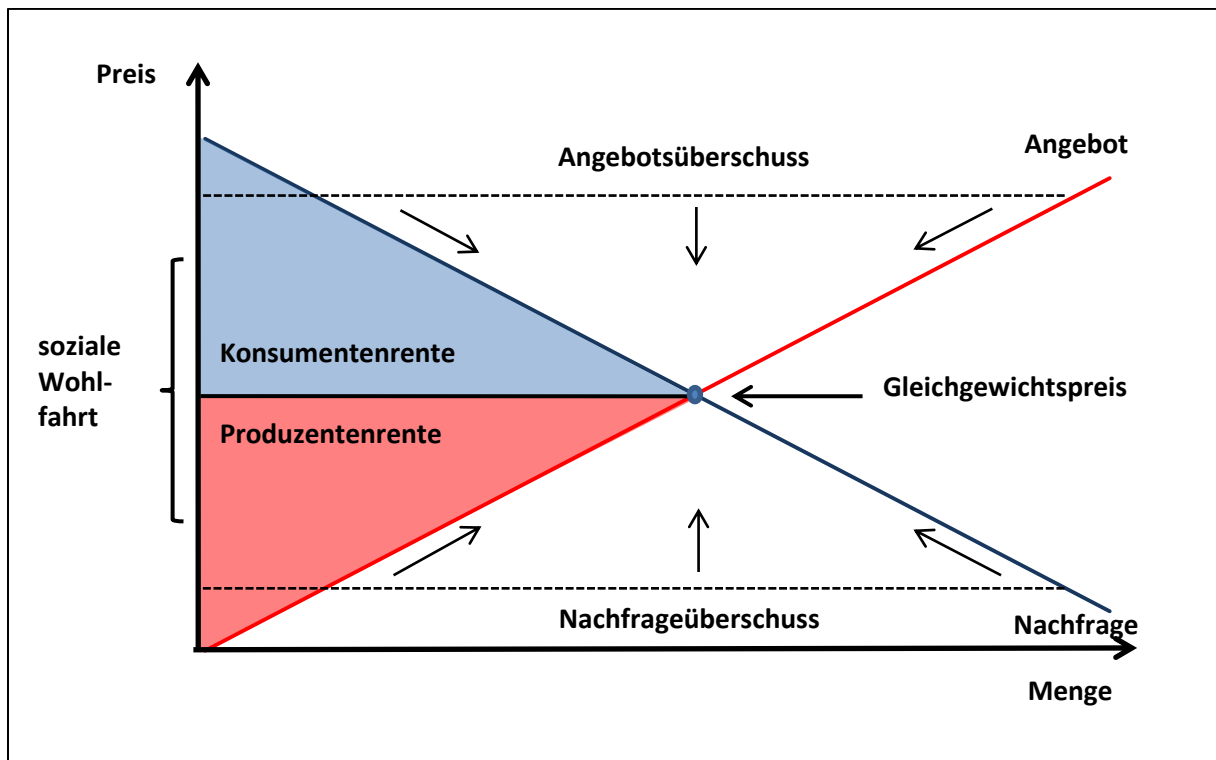 Preis
Angebotsüberschuss
Angebot
soziale
Wohl-
fahrt
Konsumentenrente
Gleichgewichtspreis
Produzentenrente
Nachfrageüberschuss
Nachfrage
Menge